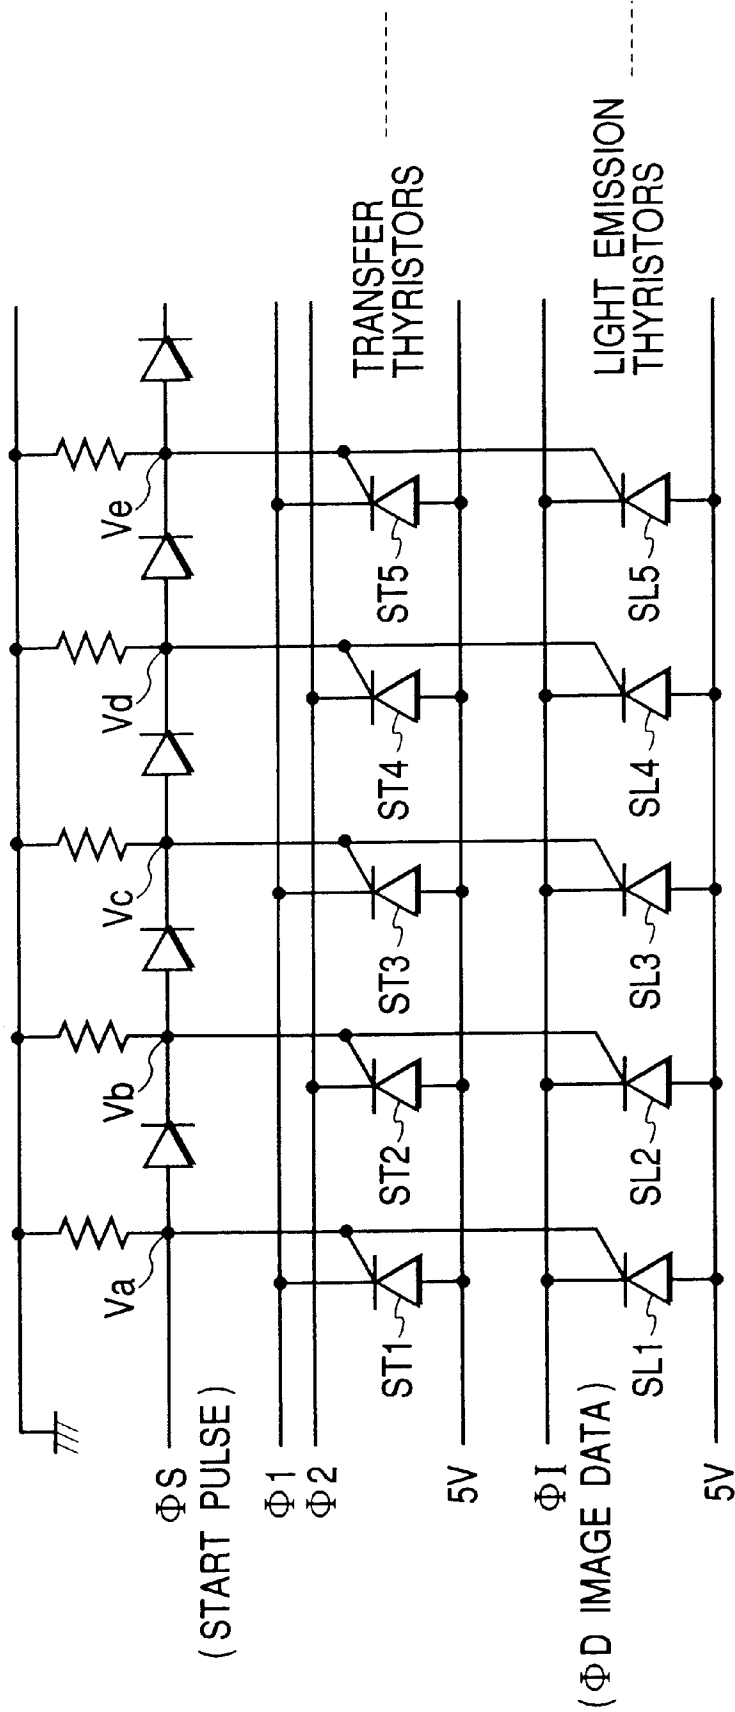 Va
Vb
Vc
Vd
Ve
ΦS
(START PULSE)
Φ1
Φ2
ST1
ST2
ST3
ST4
ST5
TRANSFER
THYRISTORS
5V
ΦI
(ΦD IMAGE DATA)
SL1
SL2
SL3
SL4
SL5
LIGHT EMISSION
THYRISTORS
5V